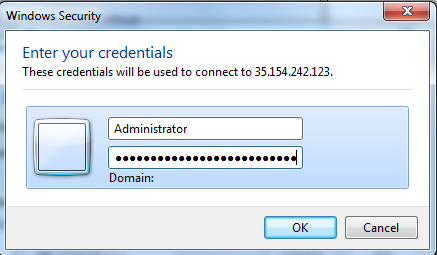 Windows Security
Enter your credentials
These credentials will be used to connect to 35.154.242.123.
Administrator
●●●●●●●●●●●●●●●●●●●●●●●●●●
Domain:
OK
Cancel